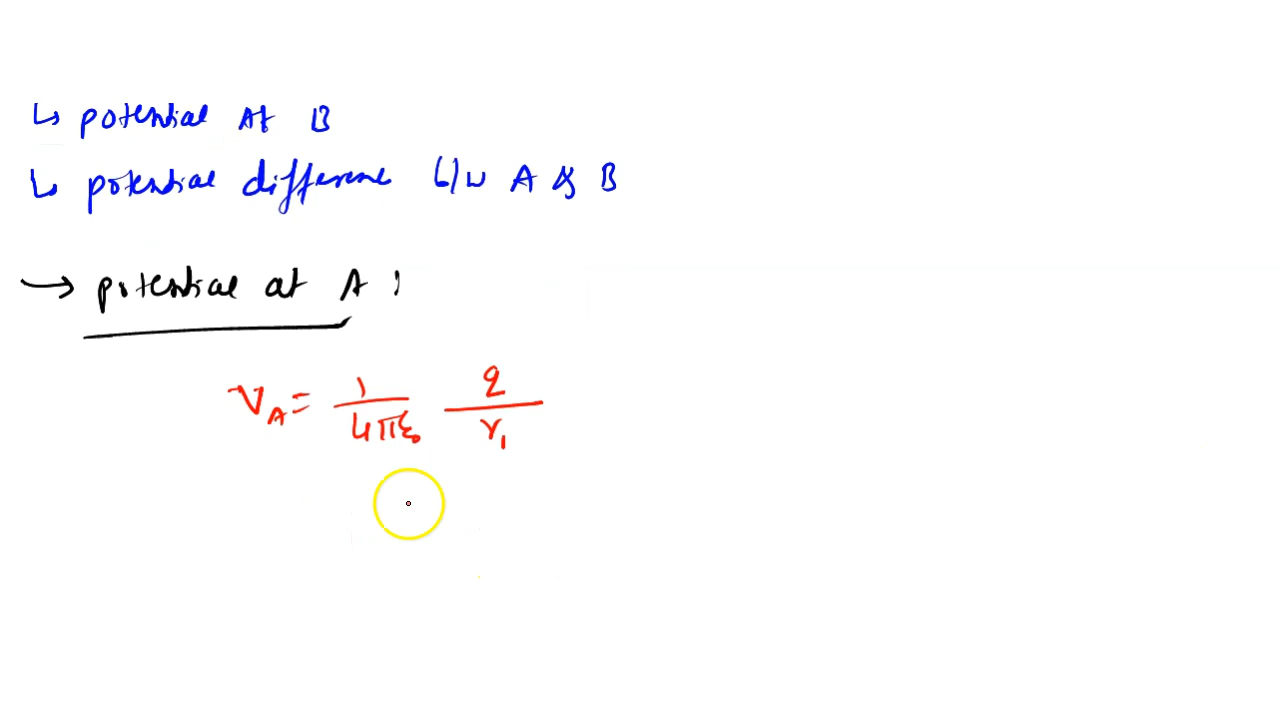 ↳ potential At B
↳ potential difference b/w A & B
→ potential at A :
V_A = 1/4πε₀ q/r₁